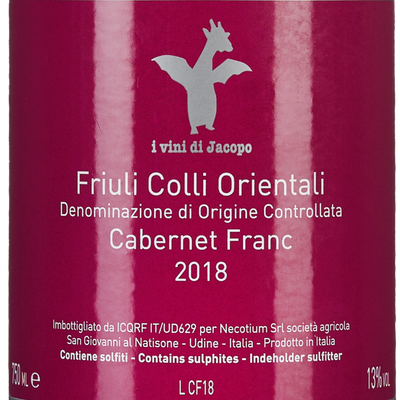 i vini di Jacopo
Friuli Colli Orientali
Denominazione di Origine Controllata
Cabernet Franc
2018
Imbottigliato da ICQRF IT/UD629 per Necotium Srl società agricola
San Giovanni al Natisone - Udine - Italia - Prodotto in Italia
Contiene solfiti - Contains sulphites - Indeholder sulfitter
750 ML e 13% VOL
L CF18